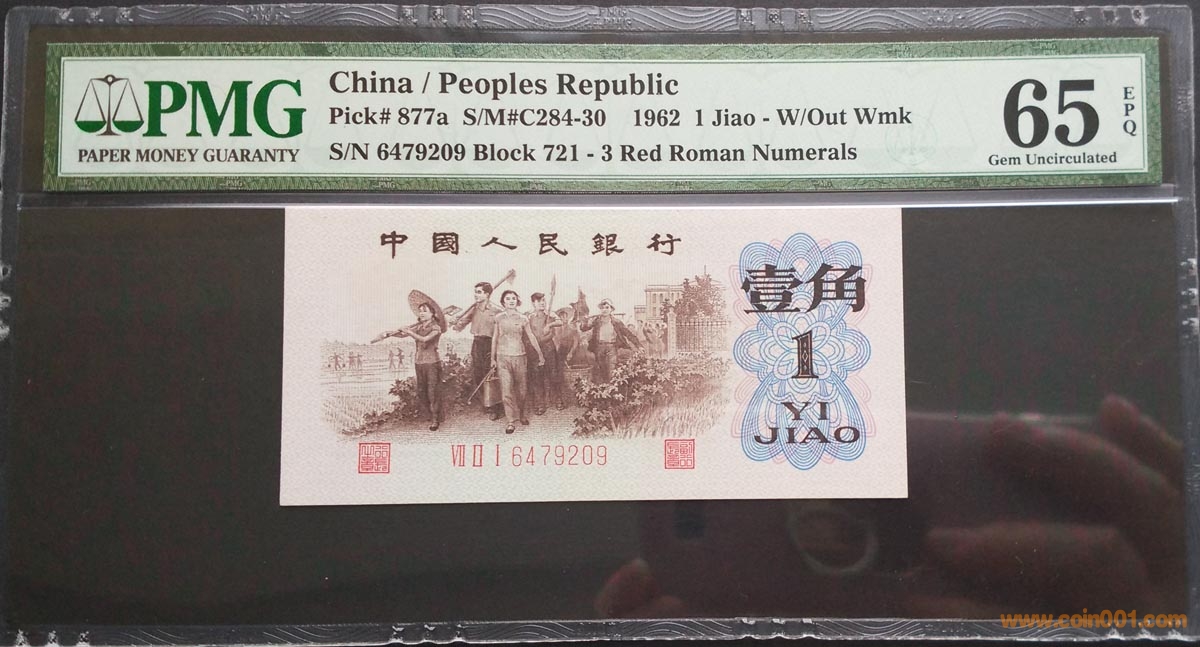 PMG
PAPER MONEY GUARANTY
China / Peoples Republic
Pick# 877a S/M#C284-30 1962 1 Jiao - W/Out Wmk
S/N 6479209 Block 721 - 3 Red Roman Numerals
65
EPQ
Gem Uncirculated
中國人民銀行
壹角
1
YI
JIAO
VII II I 6479209
www.coin001.com